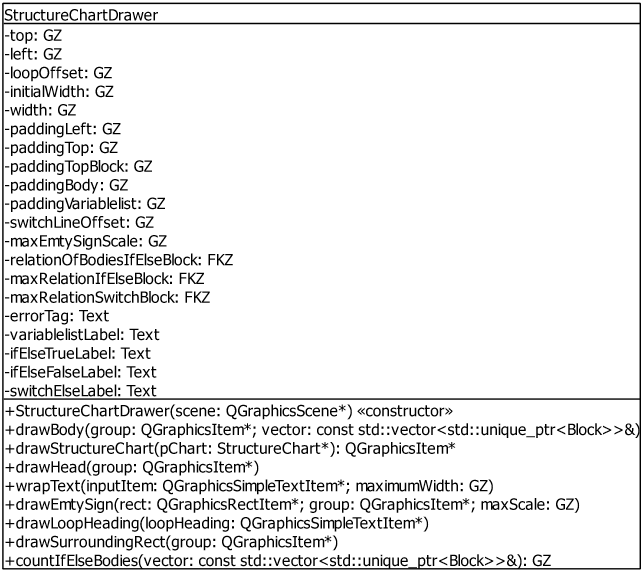 StructureChartDrawer
-top: GZ
-left: GZ
-loopOffset: GZ
-initialWidth: GZ
-width: GZ
-paddingLeft: GZ
-paddingTop: GZ
-paddingTopBlock: GZ
-paddingBody: GZ
-paddingVariablelist: GZ
-switchLineOffset: GZ
-maxEmtySignScale: GZ
-relationOfBodiesIfElseBlock: FKZ
-maxRelationIfElseBlock: FKZ
-maxRelationSwitchBlock: FKZ
-errorTag: Text
-variablelistLabel: Text
-ifElseTrueLabel: Text
-ifElseFalseLabel: Text
-switchElseLabel: Text
+StructureChartDrawer(scene: QGraphicsScene*) «constructor»
+drawBody(group: QGraphicsItem*; vector: const std::vector<std::unique_ptr<Block>>&)
+drawStructureChart(pChart: StructureChart*): QGraphicsItem*
+drawHead(group: QGraphicsItem*)
+wrapText(inputItem: QGraphicsSimpleTextItem*; maximumWidth: GZ)
+drawEmtySign(rect: QGraphicsRectItem*; group: QGraphicsItem*; maxScale: GZ)
+drawLoopHeading(loopHeading: QGraphicsSimpleTextItem*)
+drawSurroundingRect(group: QGraphicsItem*)
+countIfElseBodies(vector: const std::vector<std::unique_ptr<Block>>&): GZ